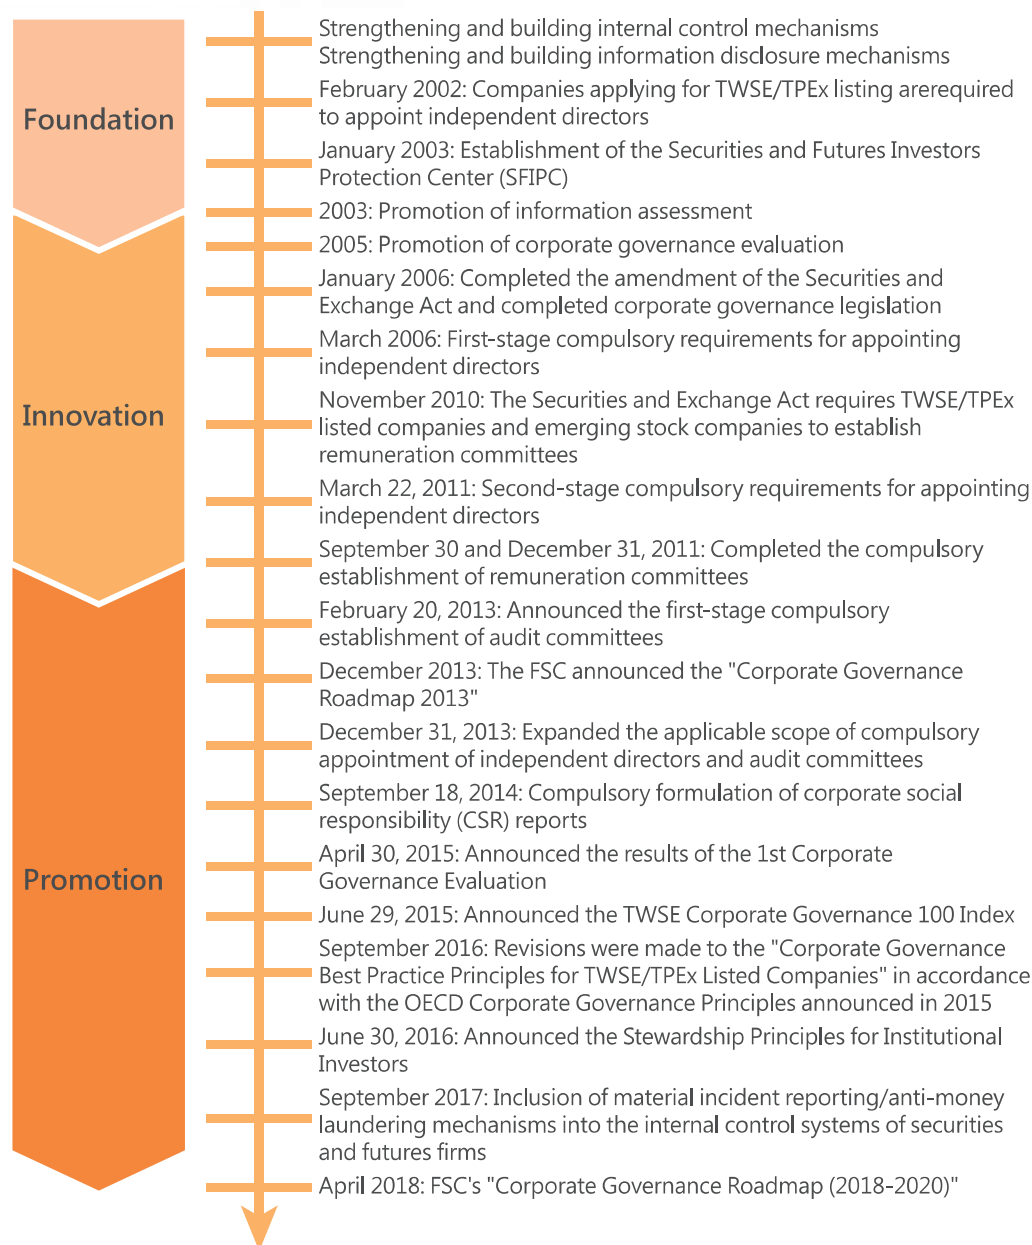 Foundation
Strengthening and building internal control mechanisms
Strengthening and building information disclosure mechanisms
February 2002: Companies applying for TWSE/TPEx listing arerequired
to appoint independent directors
January 2003: Establishment of the Securities and Futures Investors
Protection Center (SFIPC)
2003: Promotion of information assessment
Innovation
2005: Promotion of corporate governance evaluation
January 2006: Completed the amendment of the Securities and
Exchange Act and completed corporate governance legislation
March 2006: First-stage compulsory requirements for appointing
independent directors
November 2010: The Securities and Exchange Act requires TWSE/TPEx
listed companies and emerging stock companies to establish
remuneration committees
March 22, 2011: Second-stage compulsory requirements for appointing
independent directors
September 30 and December 31, 2011: Completed the compulsory
establishment of remuneration committees
Promotion
February 20, 2013: Announced the first-stage compulsory
establishment of audit committees
December 2013: The FSC announced the "Corporate Governance
Roadmap 2013"
December 31, 2013: Expanded the applicable scope of compulsory
appointment of independent directors and audit committees
September 18, 2014: Compulsory formulation of corporate social
responsibility (CSR) reports
April 30, 2015: Announced the results of the 1st Corporate
Governance Evaluation
June 29, 2015: Announced the TWSE Corporate Governance 100 Index
September 2016: Revisions were made to the "Corporate Governance
Best Practice Principles for TWSE/TPEx Listed Companies" in accordance
with the OECD Corporate Governance Principles announced in 2015
June 30, 2016: Announced the Stewardship Principles for Institutional
Investors
September 2017: Inclusion of material incident reporting/anti-money
laundering mechanisms into the internal control systems of securities
and futures firms
April 2018: FSC's "Corporate Governance Roadmap (2018-2020)"